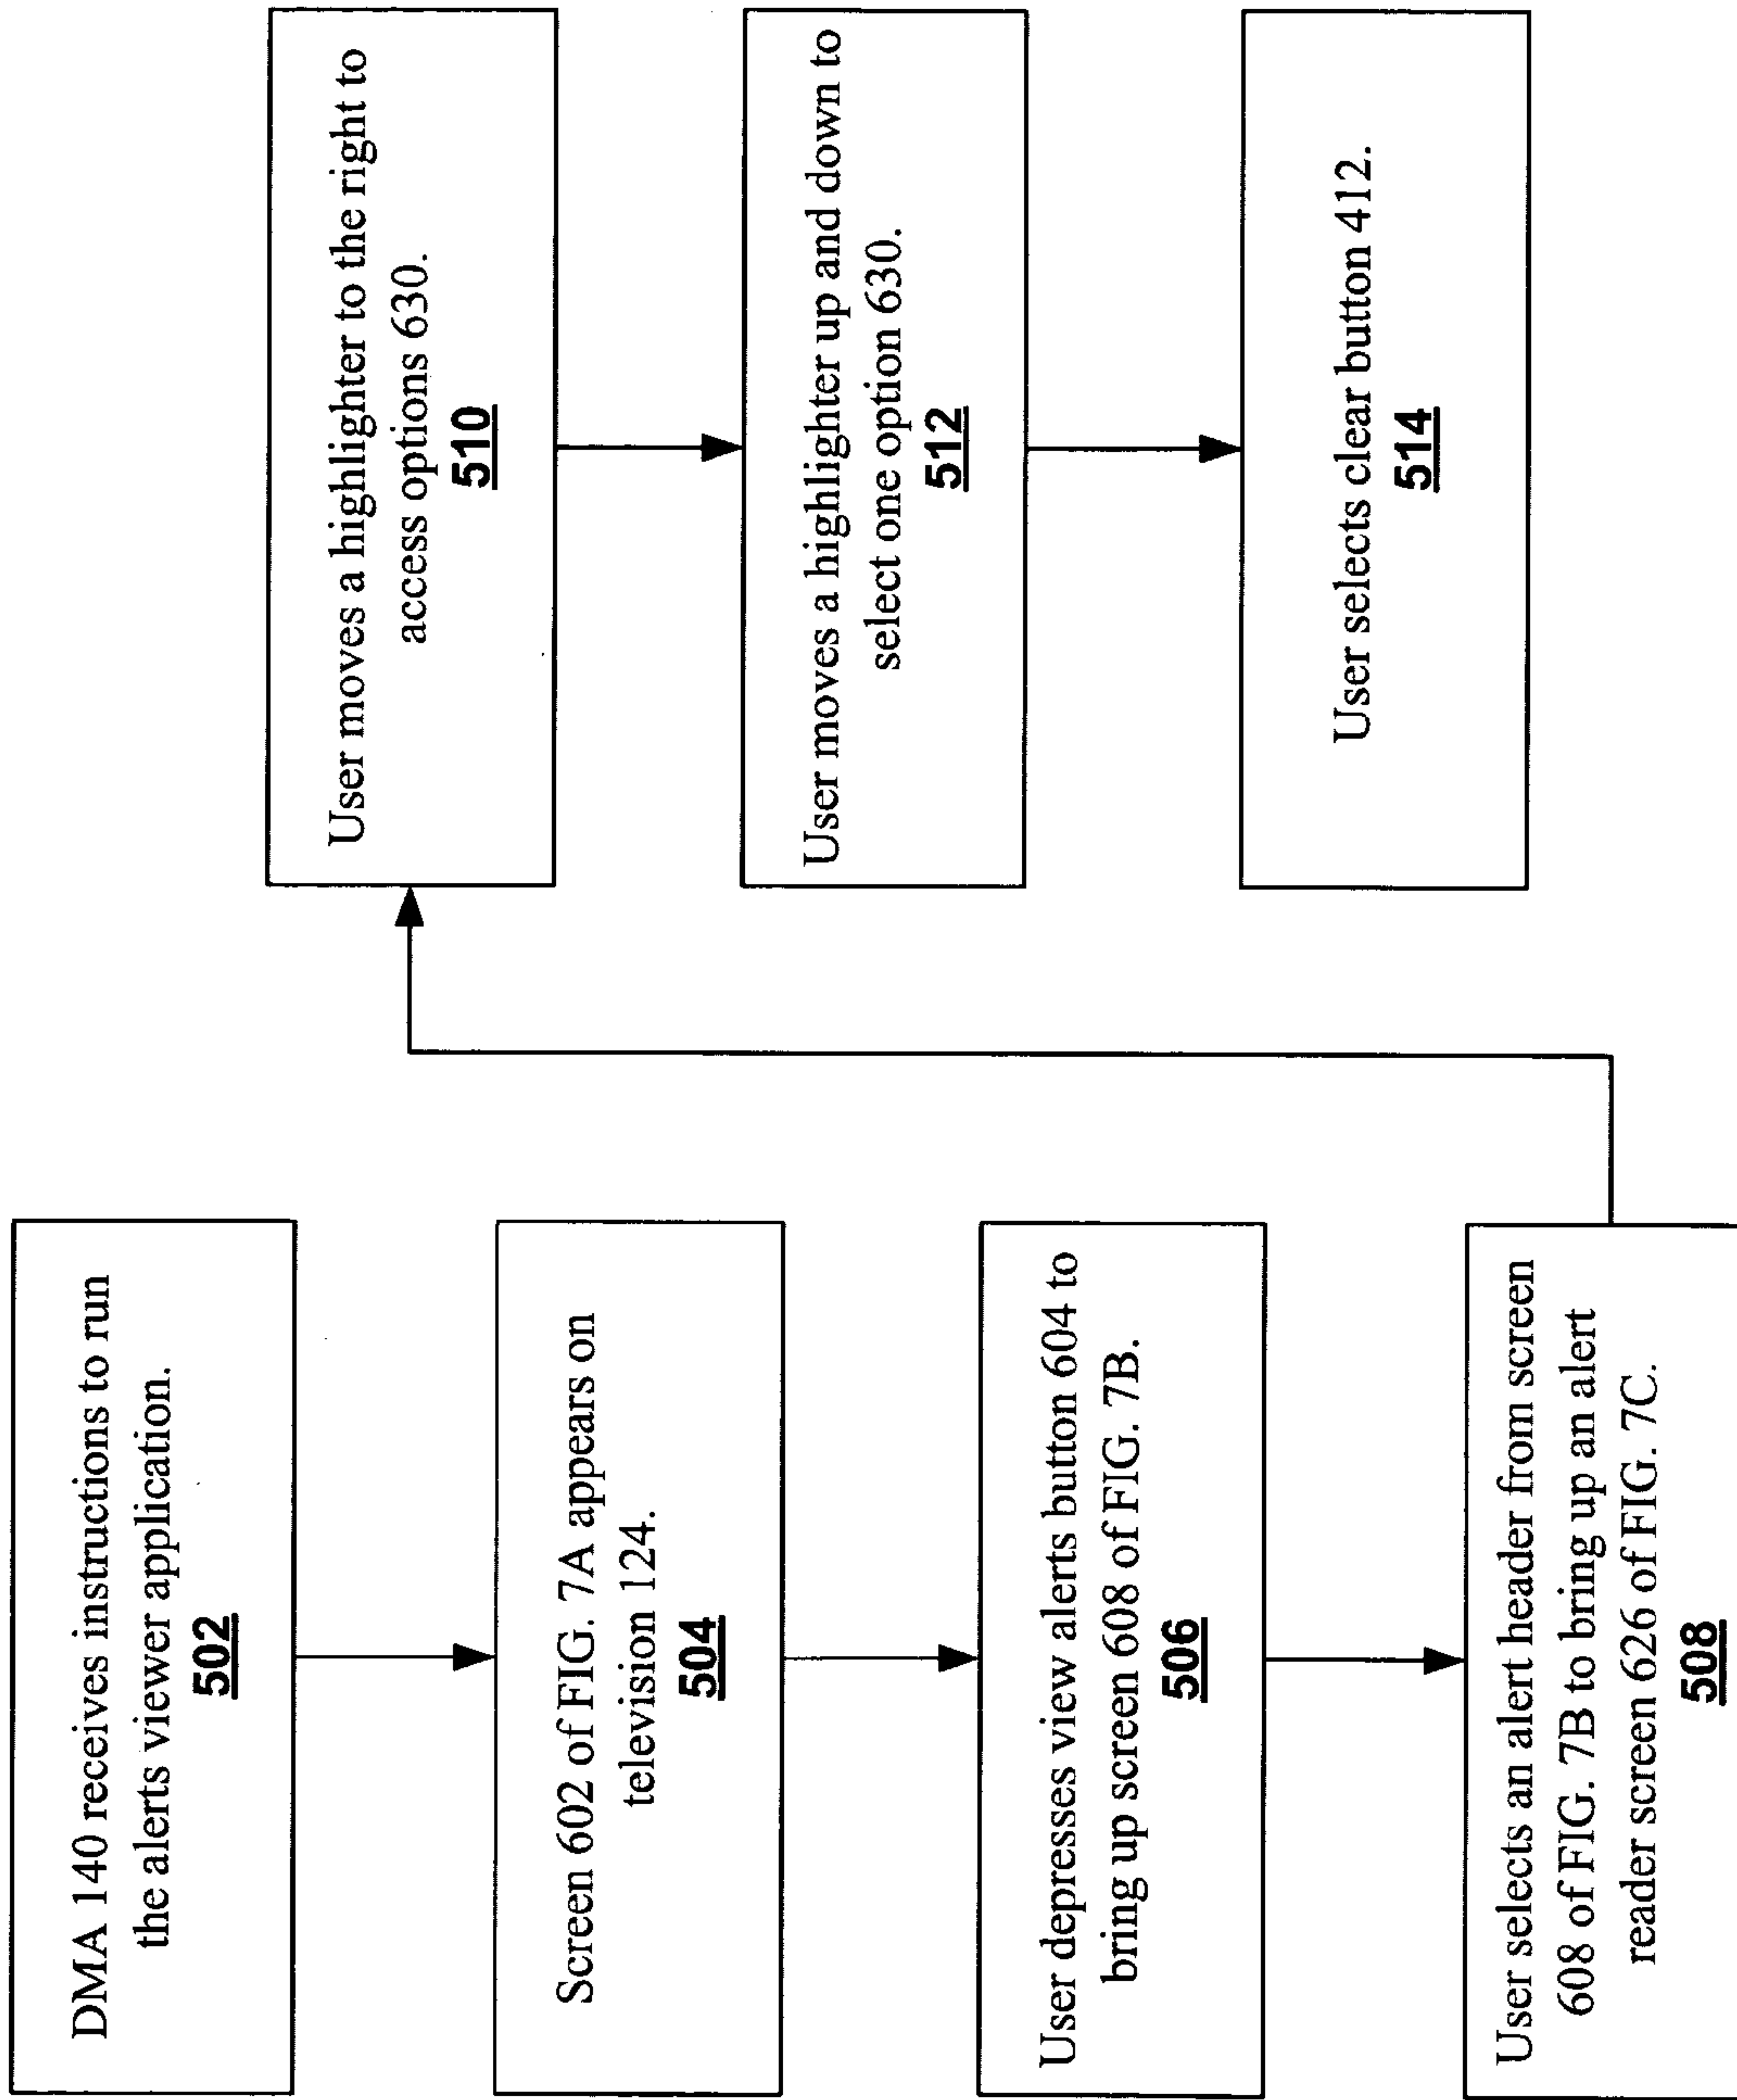 DMA 140 receives instructions to run
the alerts viewer application.
502
Screen 602 of FIG. 7A appears on
television 124.
504
User depresses view alerts button 604 to
bring up screen 608 of FIG. 7B.
506
User selects an alert header from screen
608 of FIG. 7B to bring up an alert
reader screen 626 of FIG. 7C.
508
User moves a highlighter to the right to
access options 630.
510
User moves a highlighter up and down to
select one option 630.
512
User selects clear button 412.
514